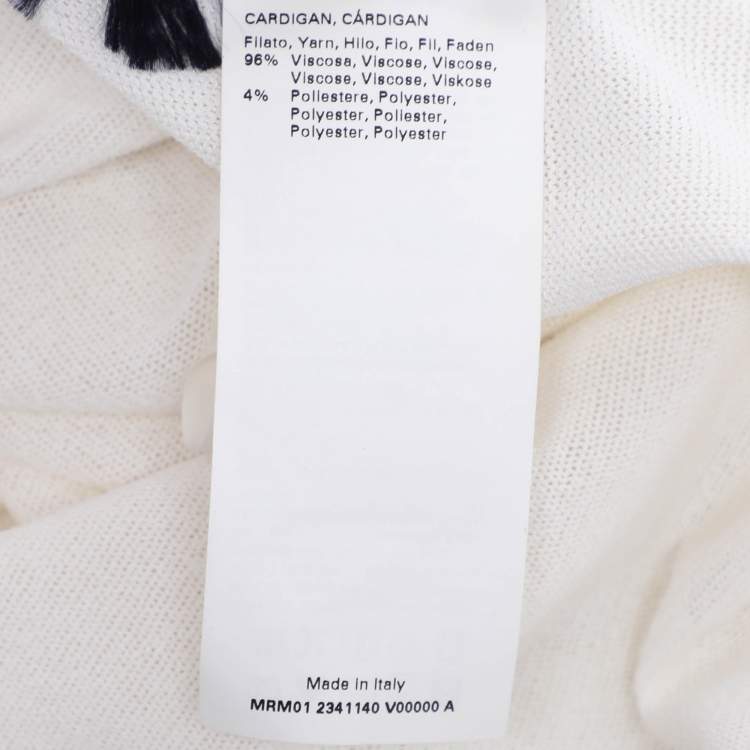 CARDIGAN, CÁRDIGAN
Filato, Yarn, Hilo, Fio, Fil, Faden
96% Viscosa, Viscose, Viscose,
Viscose, Viscose, Viskose
4% Poliestere, Polyester,
Polyester, Poliester,
Polyester, Polyester
Made in Italy
MRM01 2341140 V00000 A